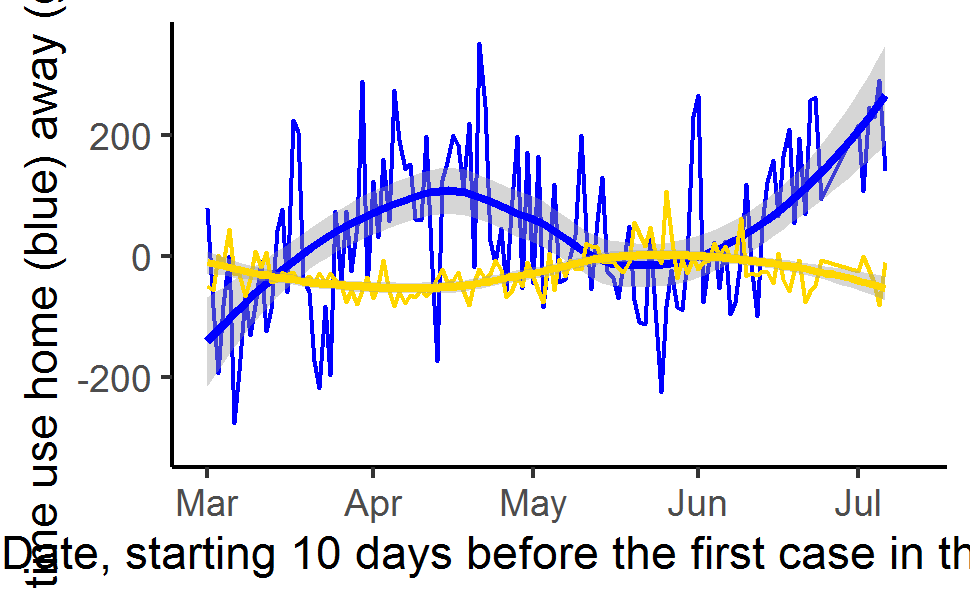 time use home (blue) away (
200
0
-200
Mar Apr May Jun Jul
Date, starting 10 days before the first case in th